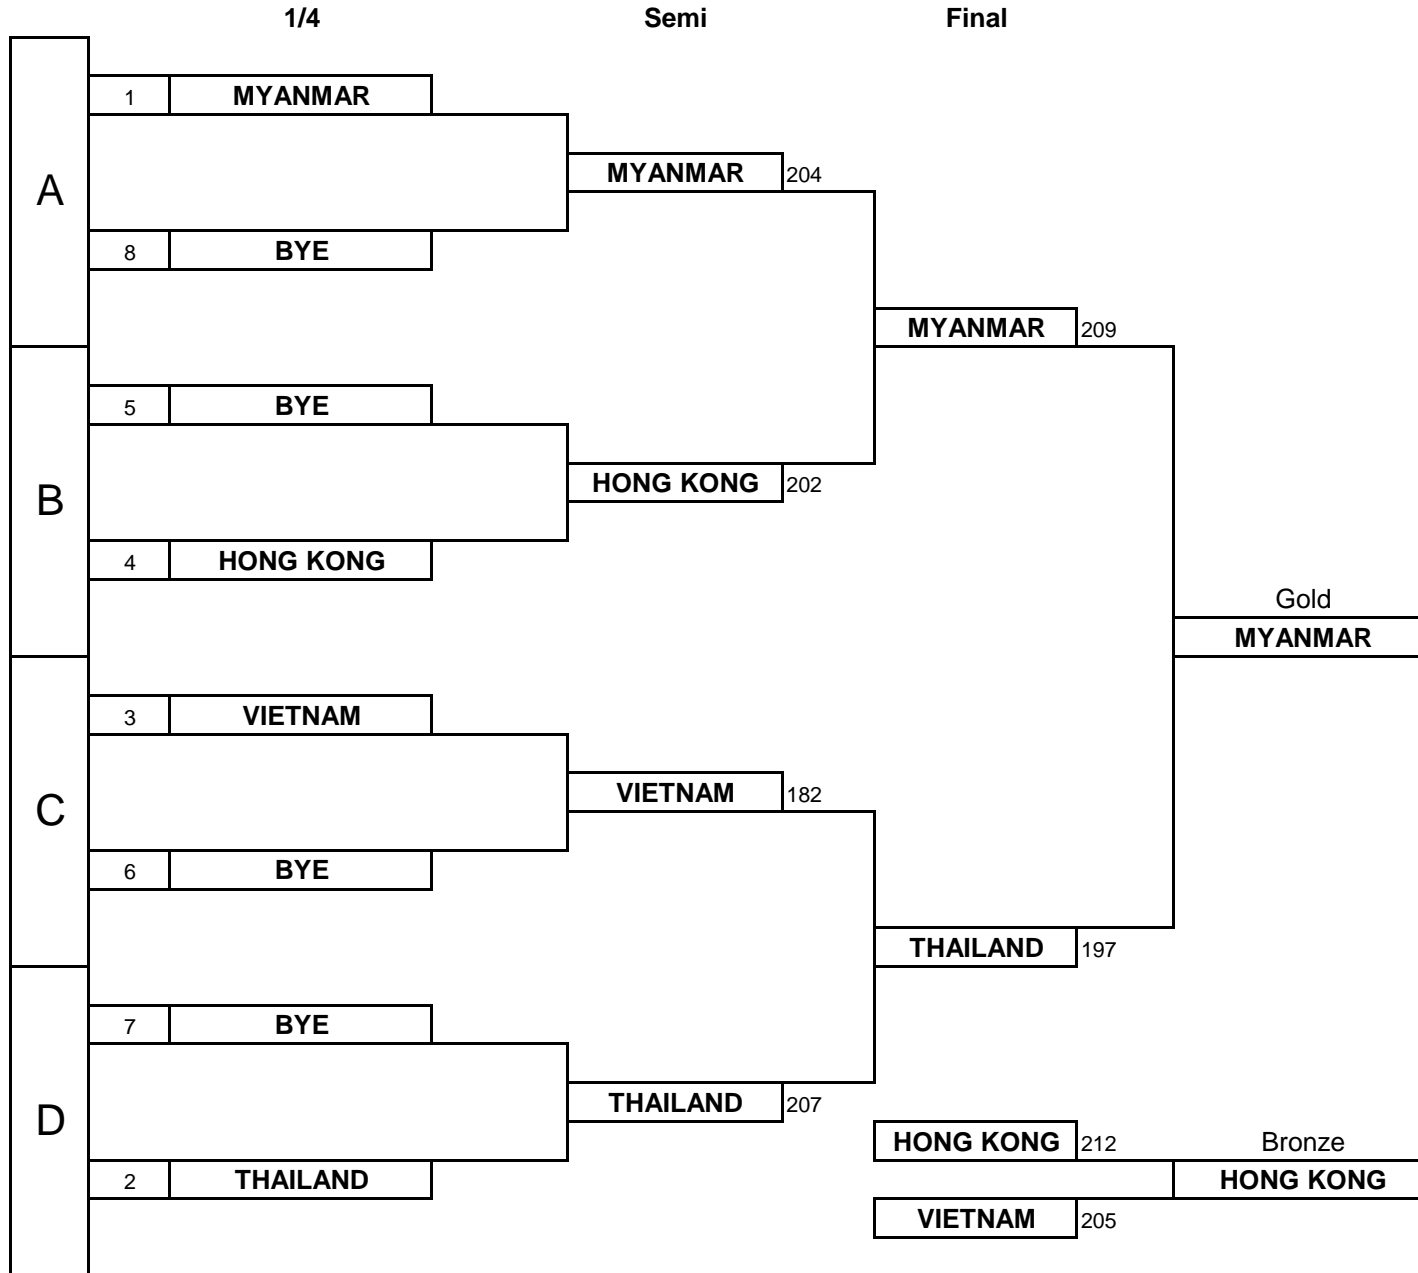 1/4 Semi Final
1 MYANMAR
MYANMAR 204
A
8 BYE
MYANMAR 209
5 BYE
HONG KONG 202
B
4 HONG KONG
Gold
MYANMAR
3 VIETNAM
VIETNAM 182
C
6 BYE
THAILAND 197
7 BYE
THAILAND 207
D
HONG KONG 212 Bronze
2 THAILAND HONG KONG
VIETNAM 205